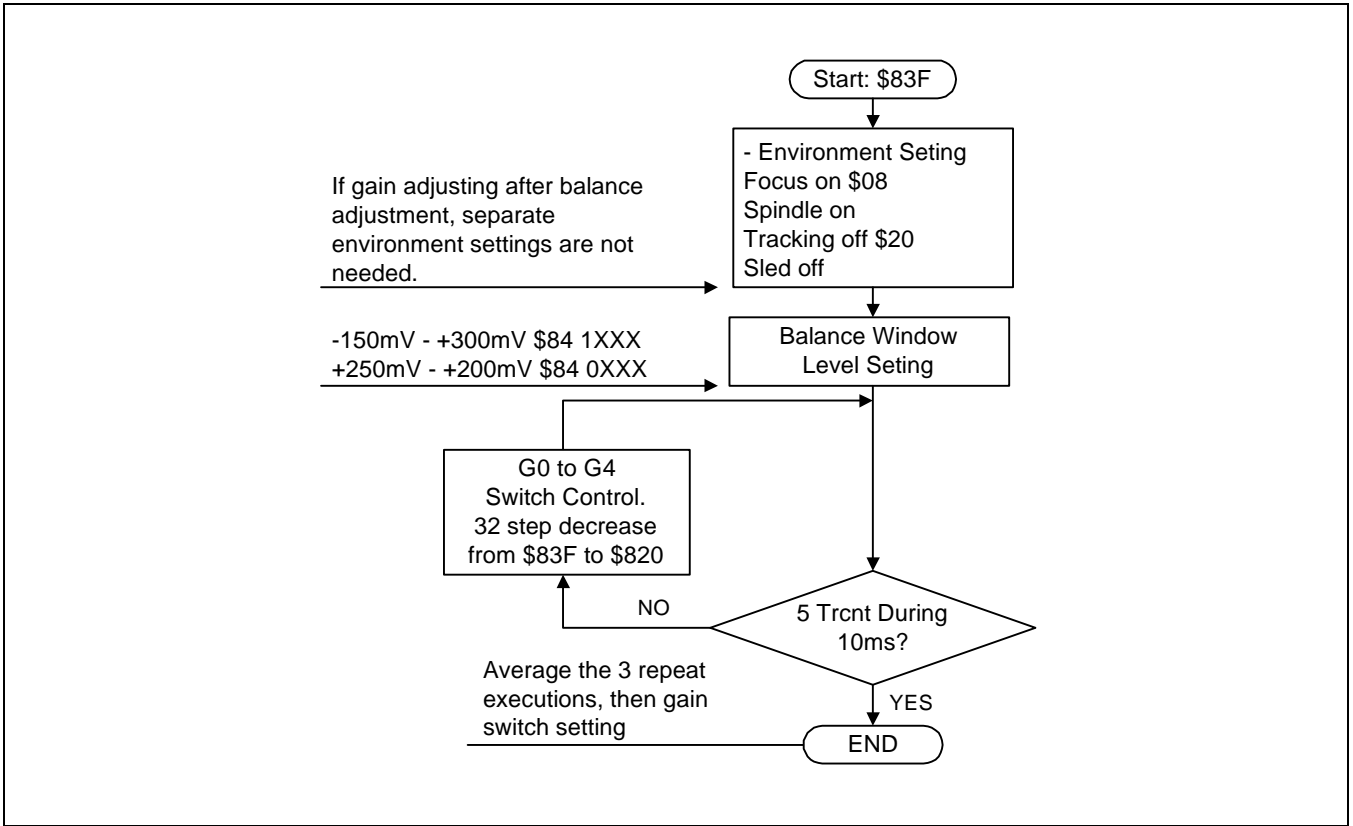 Start: $83F
- Environment Seting
Focus on $08
Spindle on
Tracking off $20
Sled off
If gain adjusting after balance
adjustment, separate
environment settings are not
needed.
-150mV - +300mV $84 1XXX
+250mV - +200mV $84 0XXX
Balance Window
Level Seting
G0 to G4
Switch Control.
32 step decrease
from $83F to $820
NO
5 Trcnt During
10ms?
YES
Average the 3 repeat
executions, then gain
switch setting
END